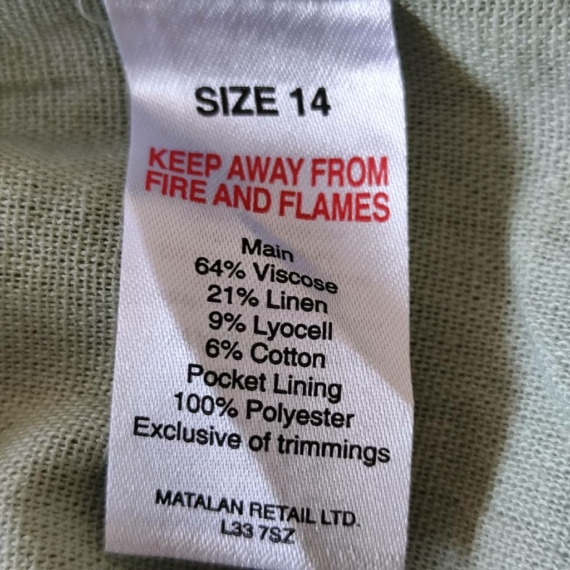 SIZE 14
KEEP AWAY FROM
FIRE AND FLAMES
Main
64% Viscose
21% Linen
9% Lyocell
6% Cotton
Pocket Lining
100% Polyester
Exclusive of trimmings
MATALAN RETAIL LTD.
L33 7SZ